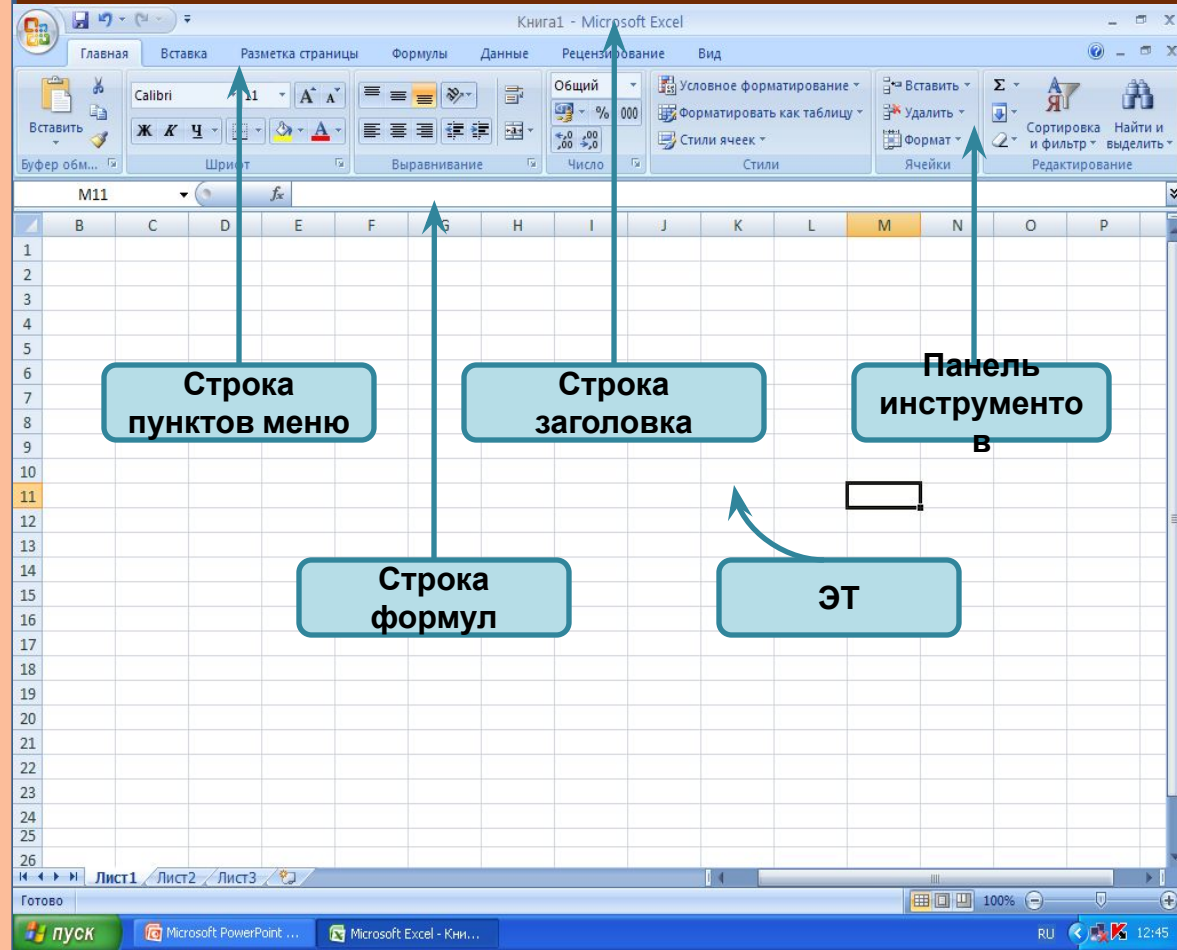 Книга1 - Microsoft Excel
Главная Вставка Разметка страницы Формулы Данные Рецензирование Вид
Вставить
Calibri 11
Ж К Ч
Общий
% 000
Условное форматирование
Форматировать как таблицу
Стили ячеек
Вставить
Удалить
Формат
Σ
Сортировка и фильтр
Найти и выделить
Буфер обм... Шрифт Выравнивание Число Стили Ячейки Редактирование
M11 fx
B C D E F G H I J K L M N O P
1
2
3
4
5
6
7
8
9
10
11
12
13
14
15
16
17
18
19
20
21
22
23
24
25
26
Строка
пунктов меню
Строка
заголовка
Панель
инструменто
в
Строка
формул
ЭТ
Лист1 Лист2 Лист3
Готово 100%
пуск Microsoft PowerPoint ... Microsoft Excel - Кни... RU 12:45